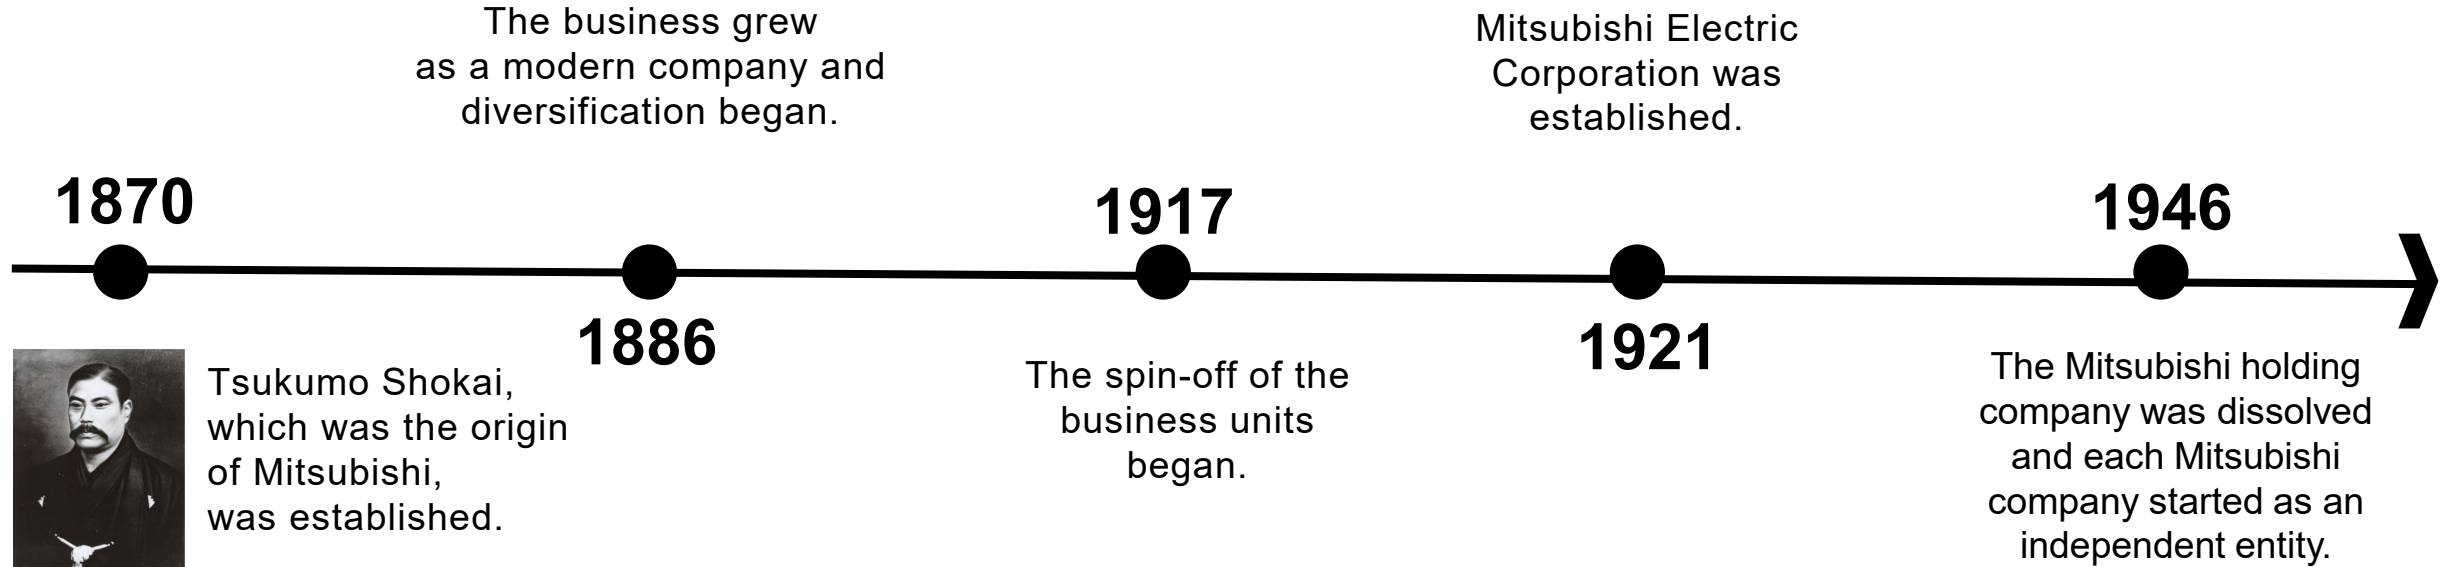 1870
Tsukumo Shokai,
which was the origin
of Mitsubishi,
was established.
The business grew
as a modern company and
diversification began.
1886
1917
The spin-off of the
business units
began.
Mitsubishi Electric
Corporation was
established.
1921
1946
The Mitsubishi holding
company was dissolved
and each Mitsubishi
company started as an
independent entity.